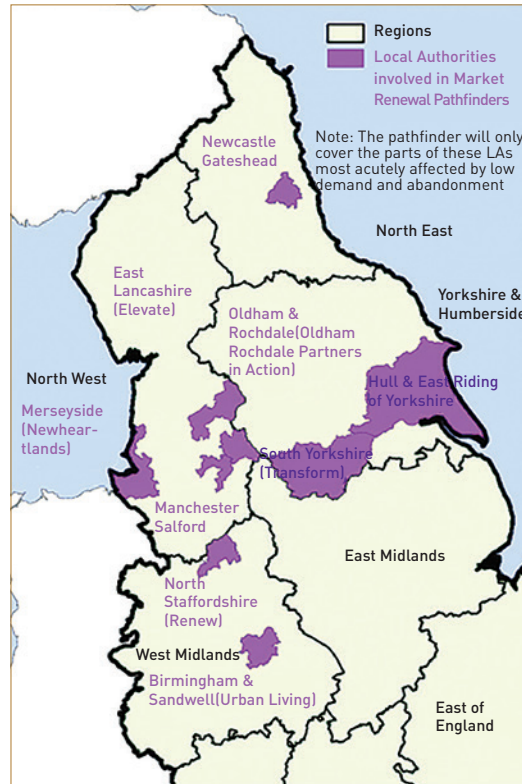 Regions
Local Authorities
involved in Market
Renewal Pathfinders
Note: The pathfinder will only
cover the parts of these LAs
most acutely affected by low
demand and abandonment
Newcastle
Gateshead
North East
East
Lancashire
(Elevate)
Yorkshire &
Humberside
Oldham &
Rochdale(Oldham
Rochdale Partners
in Action)
North West
Hull & East Riding
of Yorkshire
Merseyside
(Newhear-
tlands)
South Yorkshire
(Transform)
Manchester
Salford
East Midlands
North
Staffordshire
(Renew)
West Midlands
Birmingham &
Sandwell(Urban Living)
East of
England